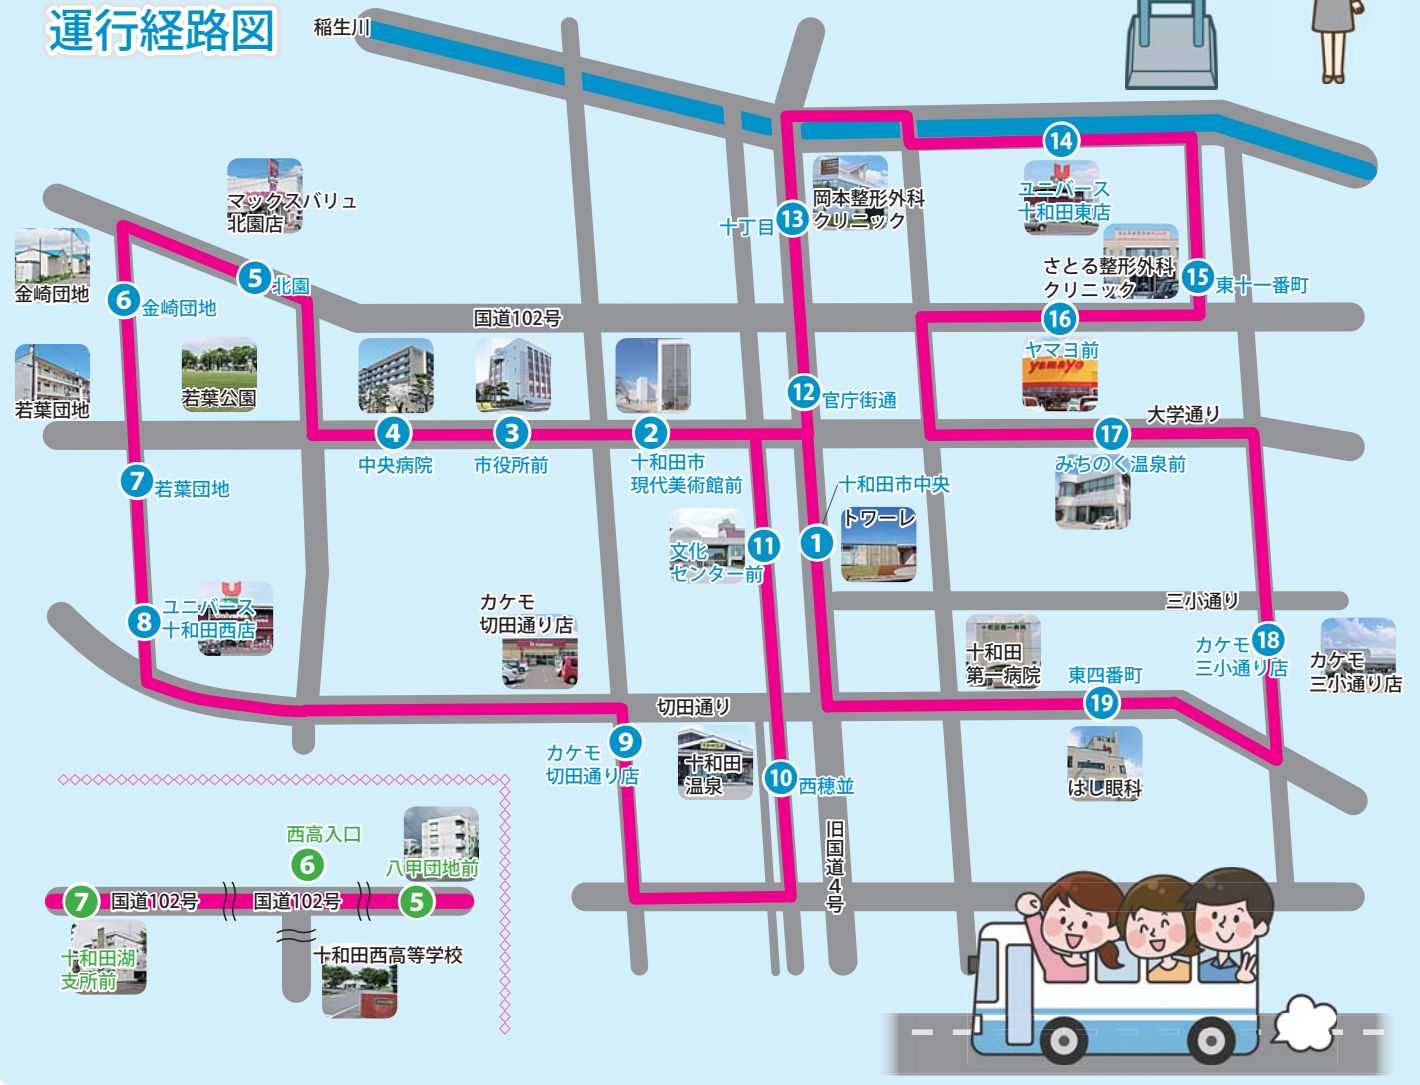 運行経路図
稲生川
14
マックスバリュ
北園店
岡本整形外科
クリニック
ユニバース
十和田東店
13
十丁目
さとる整形外科
クリニック
5
北園
15
東十一番町
金崎団地
6
金崎団地
国道102号
16
ヤマヨ前
yamayo
若葉公園
若葉団地
12
官庁街通
大学通り
4
中央病院
3
市役所前
2
十和田市
現代美術館前
17
みちのく温泉前
7
若葉団地
十和田市中央
トワーレ
1
11
文化
センター前
8
ユニバース
十和田西店
カケモ
切田通り店
三小通り
十和田
第一病院
カケモ
三小通り店
18
カケモ
三小通り店
東四番町
19
切田通り
9
カケモ
切田通り店
十和田
温泉
10
西穂並
はし眼科
旧国道4号
西高入口
6
八甲団地前
7
国道102号
国道102号
5
十和田湖
支所前
十和田西高等学校